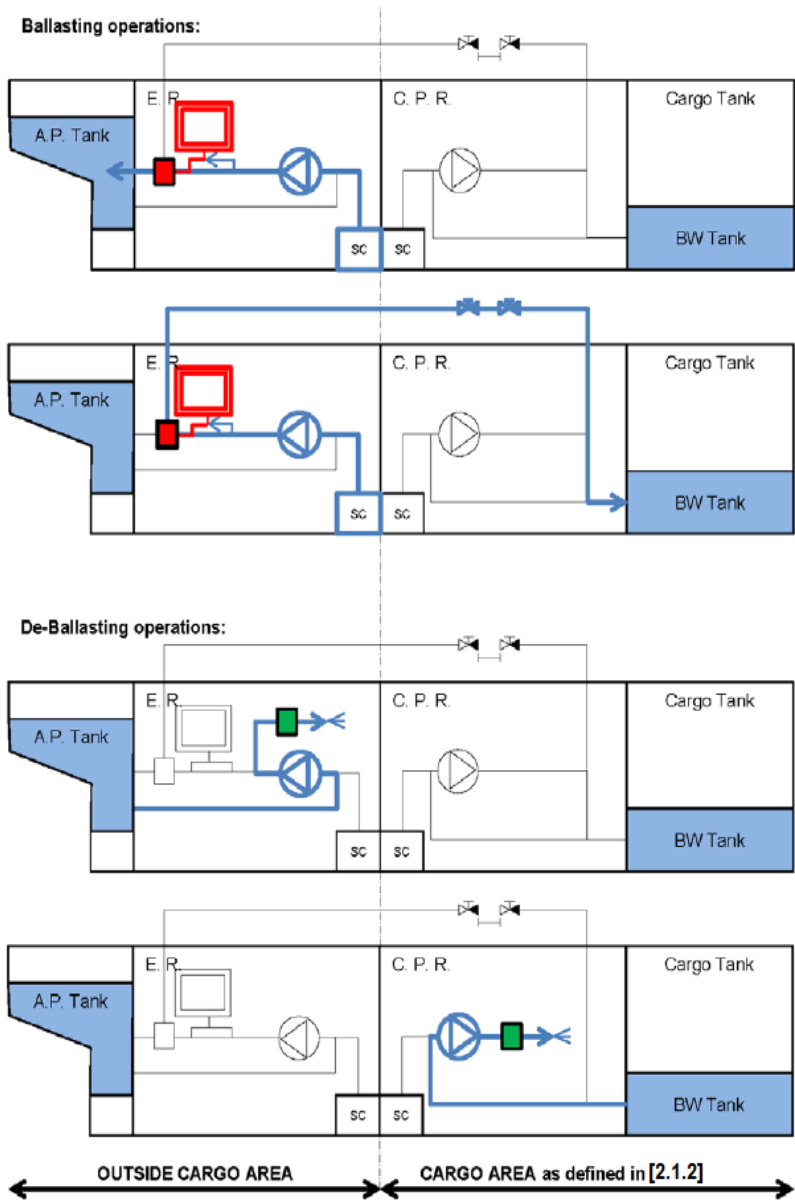 Ballasting operations:
E. R.
C. P. R.
Cargo Tank
A.P. Tank
SC
SC
BW Tank
E. R.
C. P. R.
Cargo Tank
A.P. Tank
SC
SC
BW Tank
De-Ballasting operations:
E. R.
C. P. R.
Cargo Tank
A.P. Tank
SC
SC
BW Tank
E. R.
C. P. R.
Cargo Tank
A.P. Tank
SC
SC
BW Tank
OUTSIDE CARGO AREA
CARGO AREA as defined in [2.1.2]